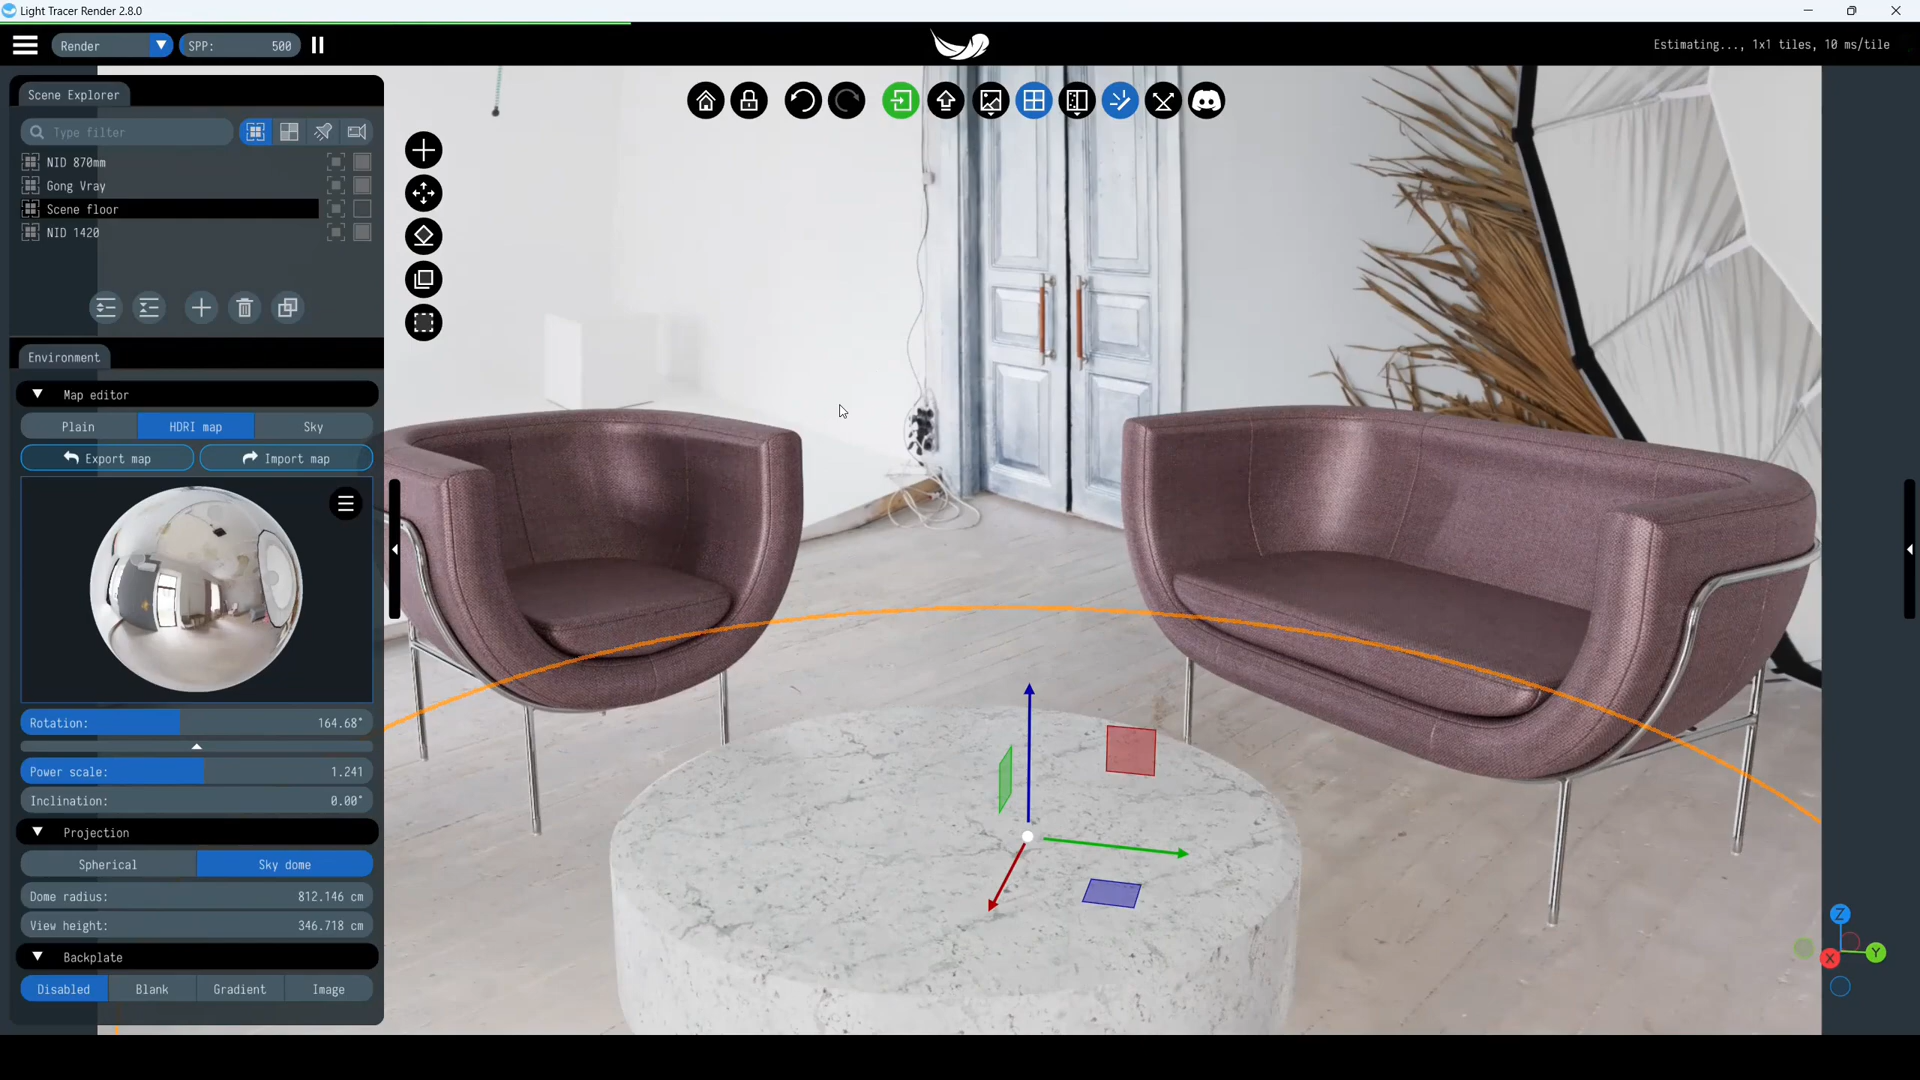 Light Tracer Render 2.8.0
Render
SPP: 500
Estimating..., 1x1 tiles, 10 ms/tile
Scene Explorer
Type filter
NID 870mm
Gong Vray
Scene floor
NID 1420
Environment
Map editor
Plain HDRI map Sky
Export map Import map
Rotation: 164.68°
Power scale: 1.241
Inclination: 0.00°
Projection
Spherical Sky dome
Dome radius: 812.146 cm
View height: 346.718 cm
Backplate
Disabled Blank Gradient Image
Z
X Y